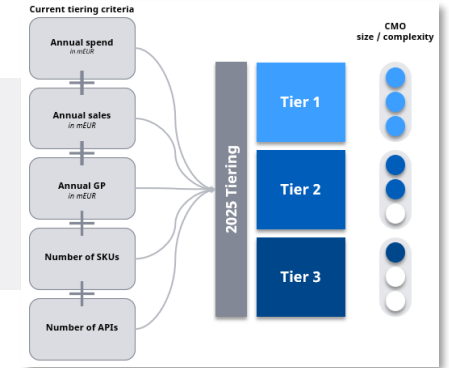 Current tiering criteria
Annual spend
in mEUR
Annual sales
in mEUR
Annual GP
in mEUR
Number of SKUs
Number of APIs
2025 Tiering
Tier 1
Tier 2
Tier 3
CMO
size / complexity